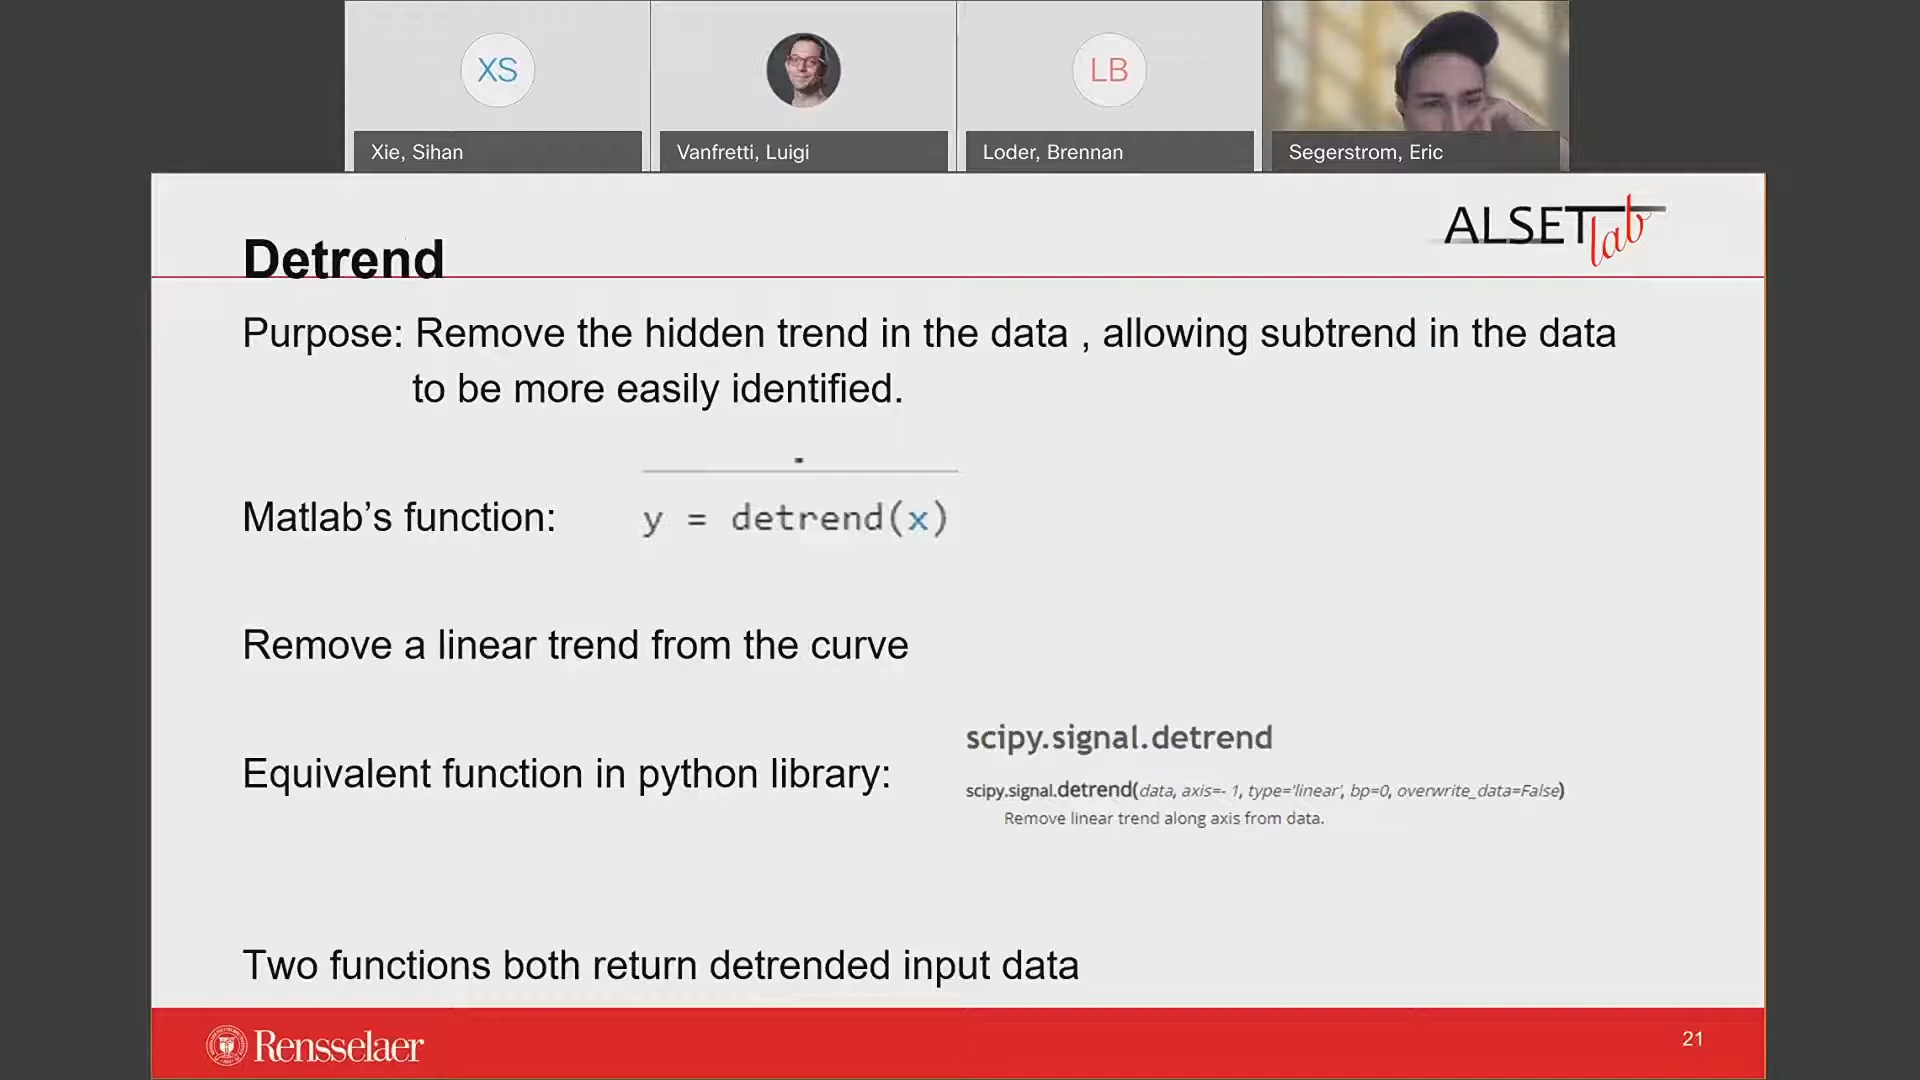 XS
LB
Xie, Sihan
Vanfretti, Luigi
Loder, Brennan
Segerstrom, Eric
ALSETlab
Detrend
Purpose: Remove the hidden trend in the data , allowing subtrend in the data
to be more easily identified.
Matlab’s function:
y = detrend(x)
Remove a linear trend from the curve
scipy.signal.detrend
Equivalent function in python library:
scipy.signal.detrend(data, axis=- 1, type='linear', bp=0, overwrite_data=False)
Remove linear trend along axis from data.
Two functions both return detrended input data
Rensselaer
21